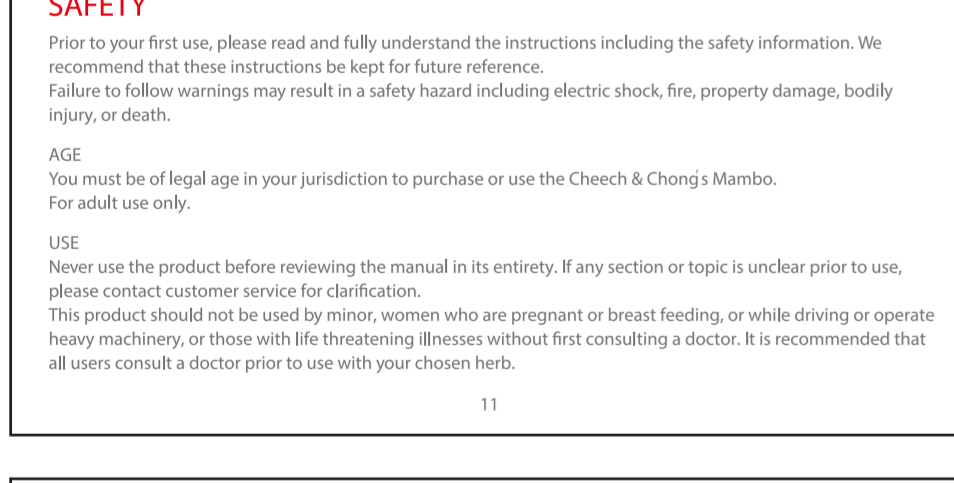 SAFETY
Prior to your first use, please read and fully understand the instructions including the safety information. We
recommend that these instructions be kept for future reference.
Failure to follow warnings may result in a safety hazard including electric shock, fire, property damage, bodily
injury, or death.
AGE
You must be of legal age in your jurisdiction to purchase or use the Cheech & Chong´s Mambo.
For adult use only.
USE
Never use the product before reviewing the manual in its entirety. If any section or topic is unclear prior to use,
please contact customer service for clarification.
This product should not be used by minor, women who are pregnant or breast feeding, or while driving or operate
heavy machinery, or those with life threatening illnesses without first consulting a doctor. It is recommended that
all users consult a doctor prior to use with your chosen herb.
11